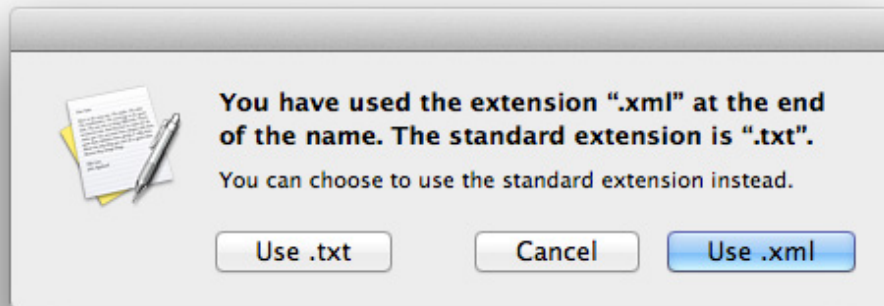 You have used the extension “.xml” at the end
of the name. The standard extension is “.txt”.
You can choose to use the standard extension instead.
Use .txt
Cancel
Use .xml